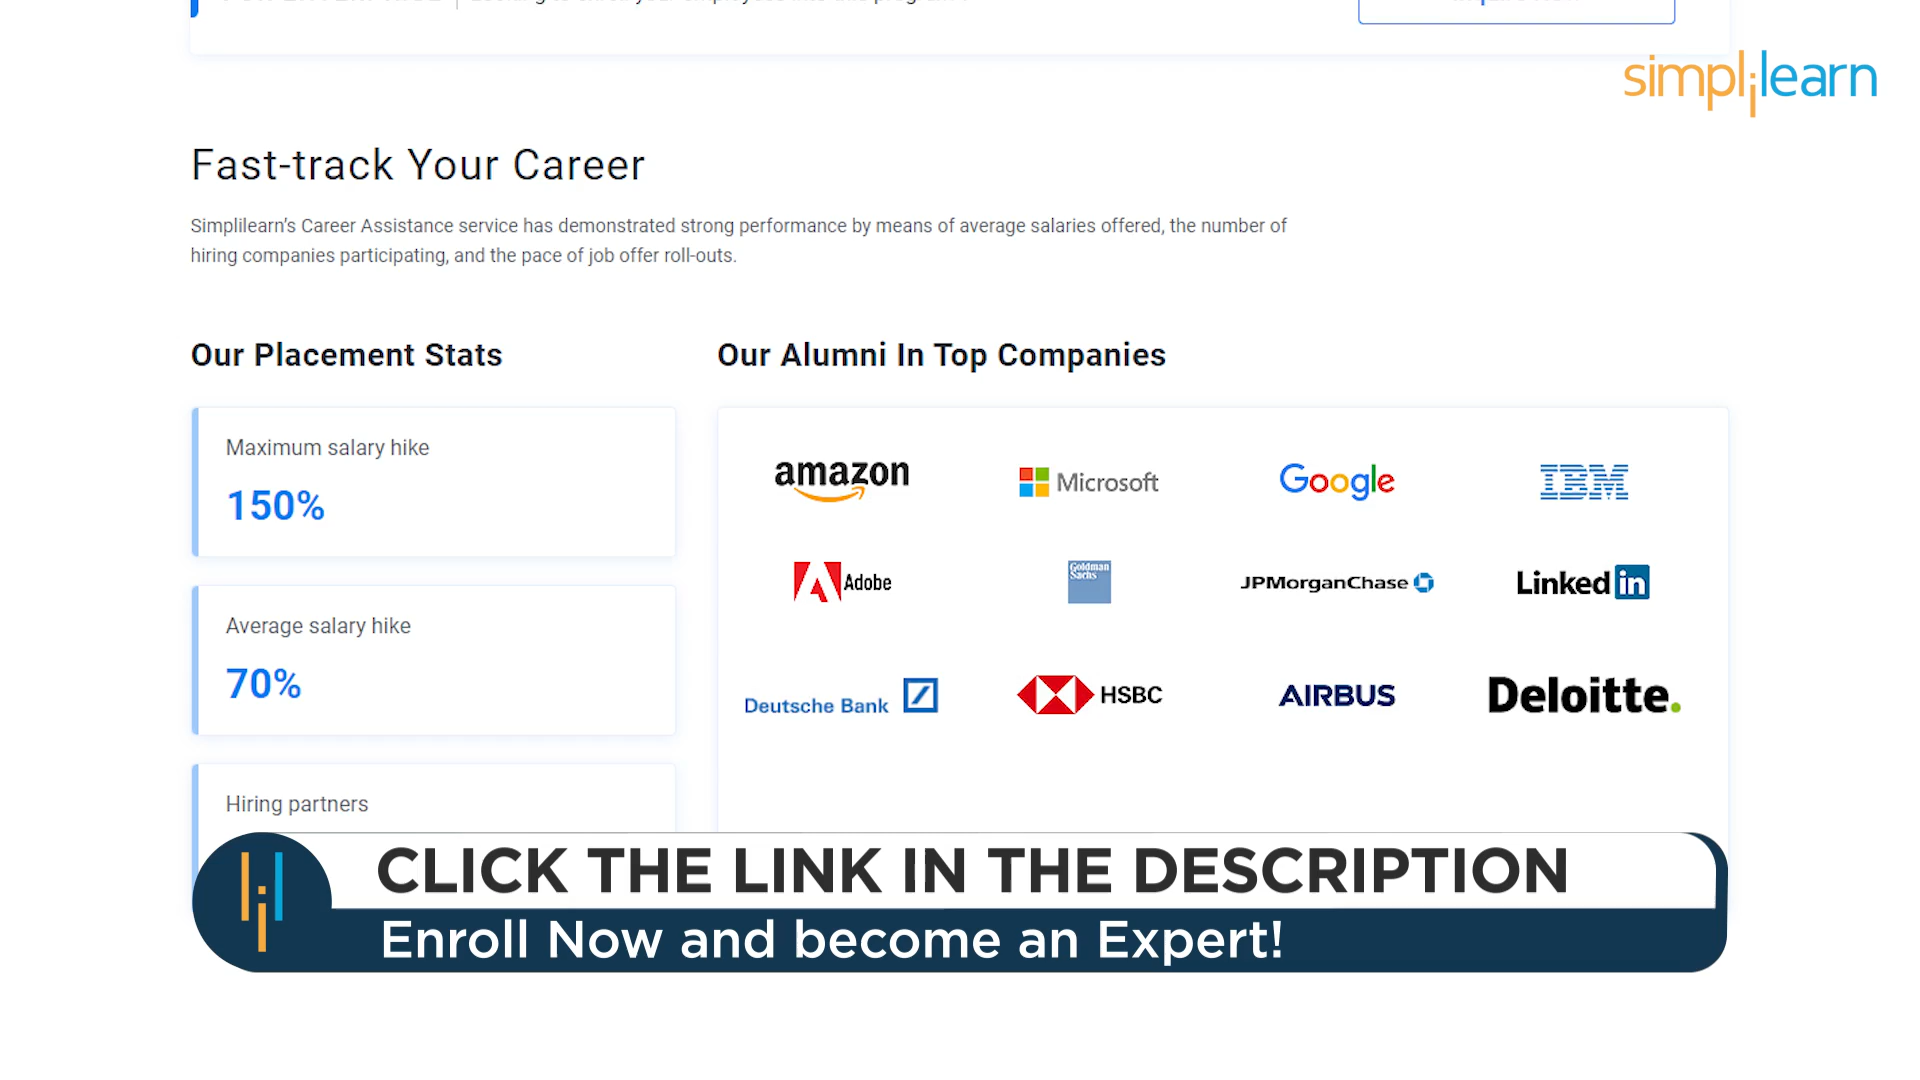 simplilearn
Fast-track Your Career
Simplilearn's Career Assistance service has demonstrated strong performance by means of average salaries offered, the number of
hiring companies participating, and the pace of job offer roll-outs.
Our Placement Stats
Our Alumni In Top Companies
Maximum salary hike
150%
Average salary hike
70%
Hiring partners
amazon
Microsoft
Google
IBM
Adobe
Goldman
Sachs
JPMorganChase
Linkedin
Deutsche Bank
HSBC
AIRBUS
Deloitte.
CLICK THE LINK IN THE DESCRIPTION
Enroll Now and become an Expert!